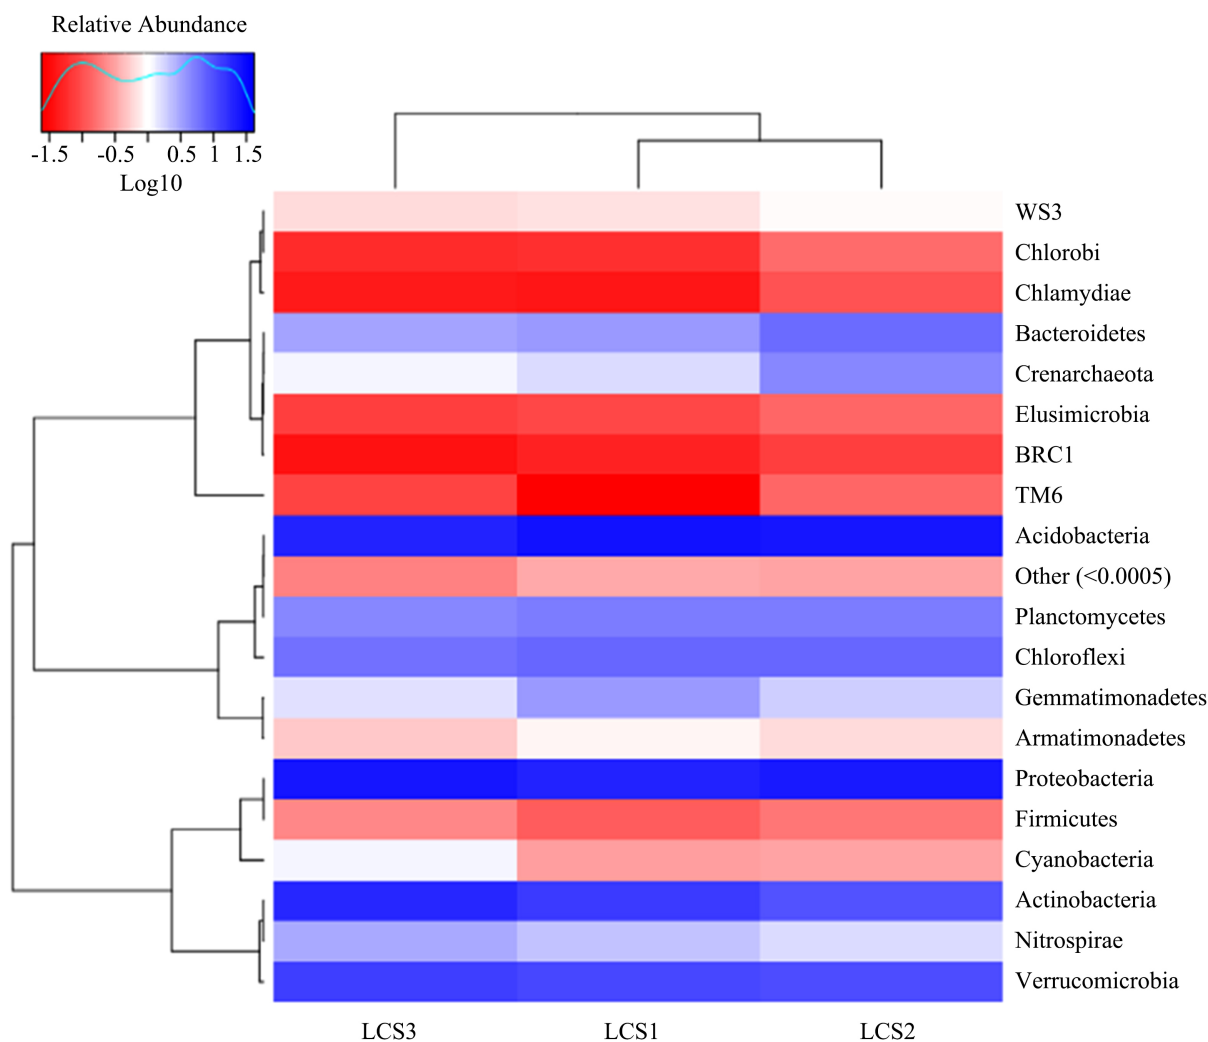 Relative Abundance
-1.5 -0.5 0.5 1 1.5
Log10
WS3
Chlorobi
Chlamydiae
Bacteroidetes
Crenarchaeota
Elusimicrobia
BRC1
TM6
Acidobacteria
Other (<0.0005)
Planctomycetes
Chloroflexi
Gemmatimonadetes
Armatimonadetes
Proteobacteria
Firmicutes
Cyanobacteria
Actinobacteria
Nitrospirae
Verrucomicrobia
LCS3 LCS1 LCS2